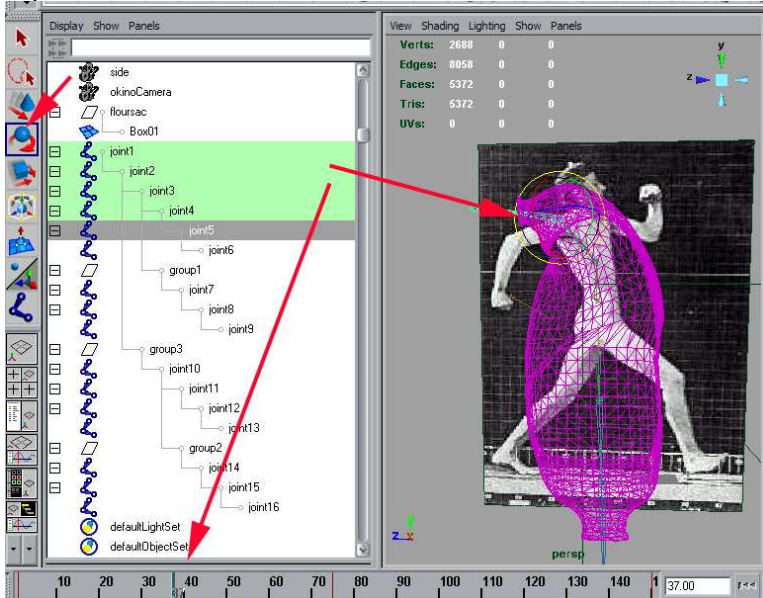 Display Show Panels
side
okinoCamera
floursac
Box01
joint1
joint2
joint3
joint4
joint5
joint6
group1
joint7
joint8
joint9
group3
joint10
joint11
joint12
joint13
group2
joint14
joint15
joint16
defaultLightSet
defaultObjectSet
View Shading Lighting Show Panels
Verts: 2688 0 0
Edges: 8058 0 0
Faces: 5372 0 0
Tris: 5372 0 0
UVs: 0 0 0
y
z
y
z x
persp
10 20 30 37 40 50 60 70 80 90 100 110 120 130 140 1 37.00